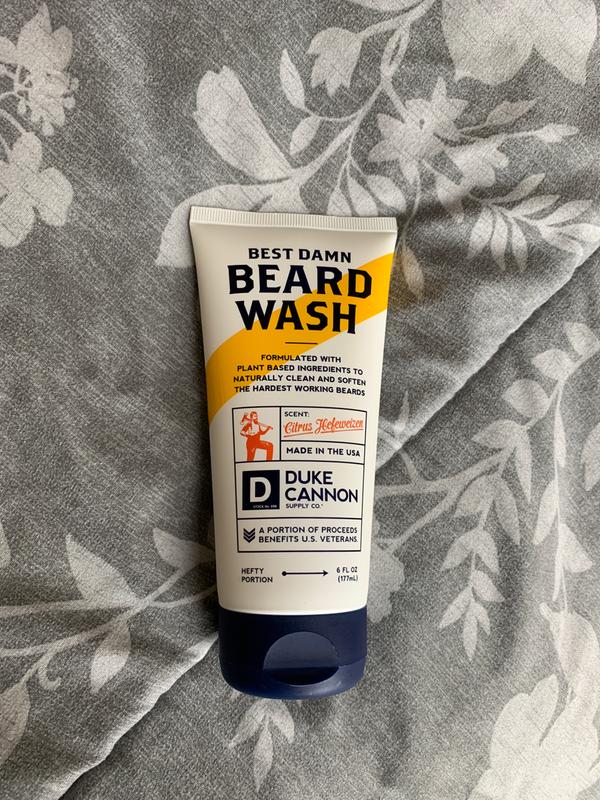 BEST DAMN
BEARD
WASH
FORMULATED WITH
PLANT BASED INGREDIENTS TO
NATURALLY CLEAN AND SOFTEN
THE HARDEST WORKING BEARDS
SCENT:
Citrus Hefeweizen
MADE IN THE USA
D
DUKE
CANNON
SUPPLY CO.
A PORTION OF PROCEEDS
BENEFITS U.S. VETERANS.
HEFTY
PORTION
6 FL OZ
(177mL)